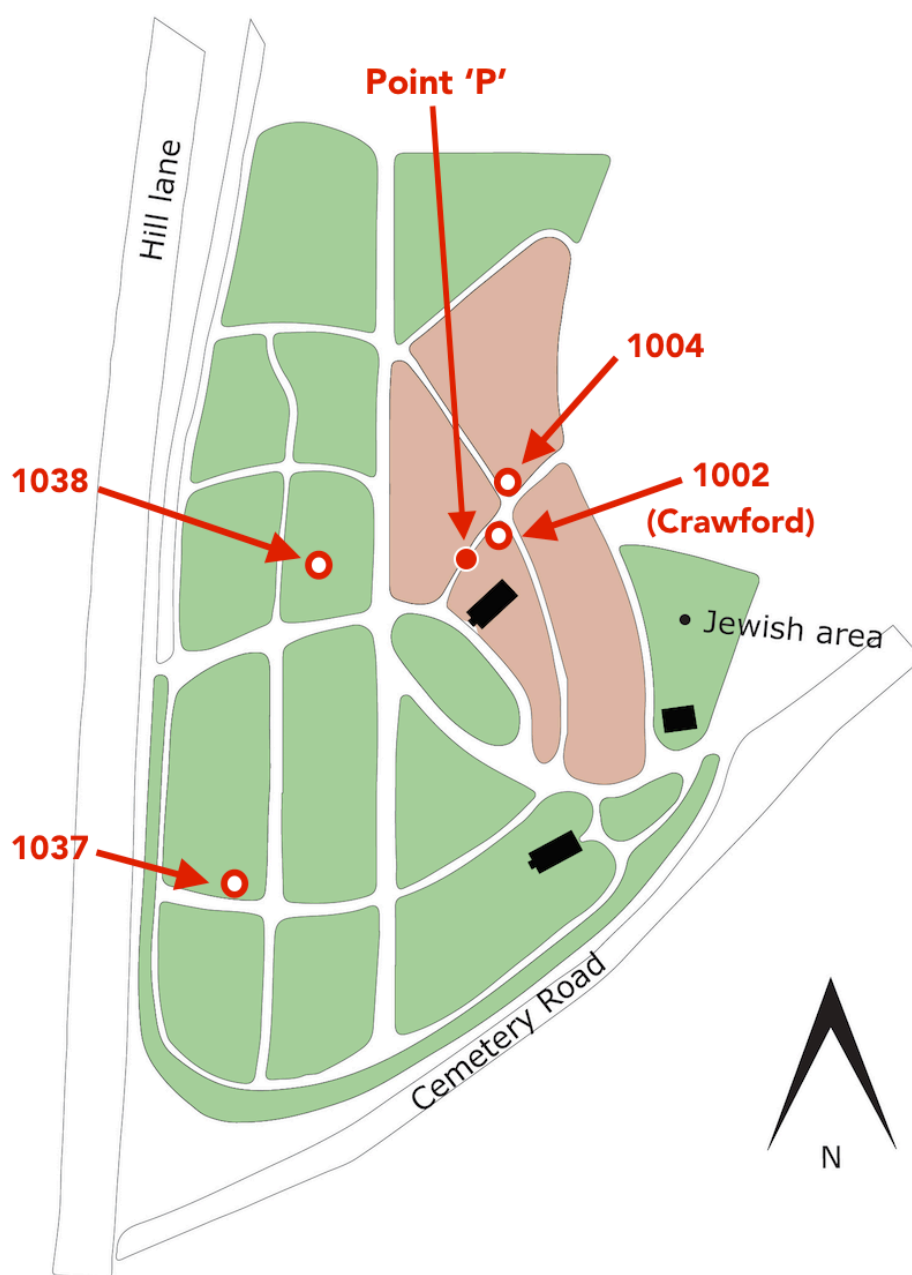 Point ‘P’
Hill lane
1004
1038
1002
(Crawford)
Jewish area
1037
Cemetery Road
N